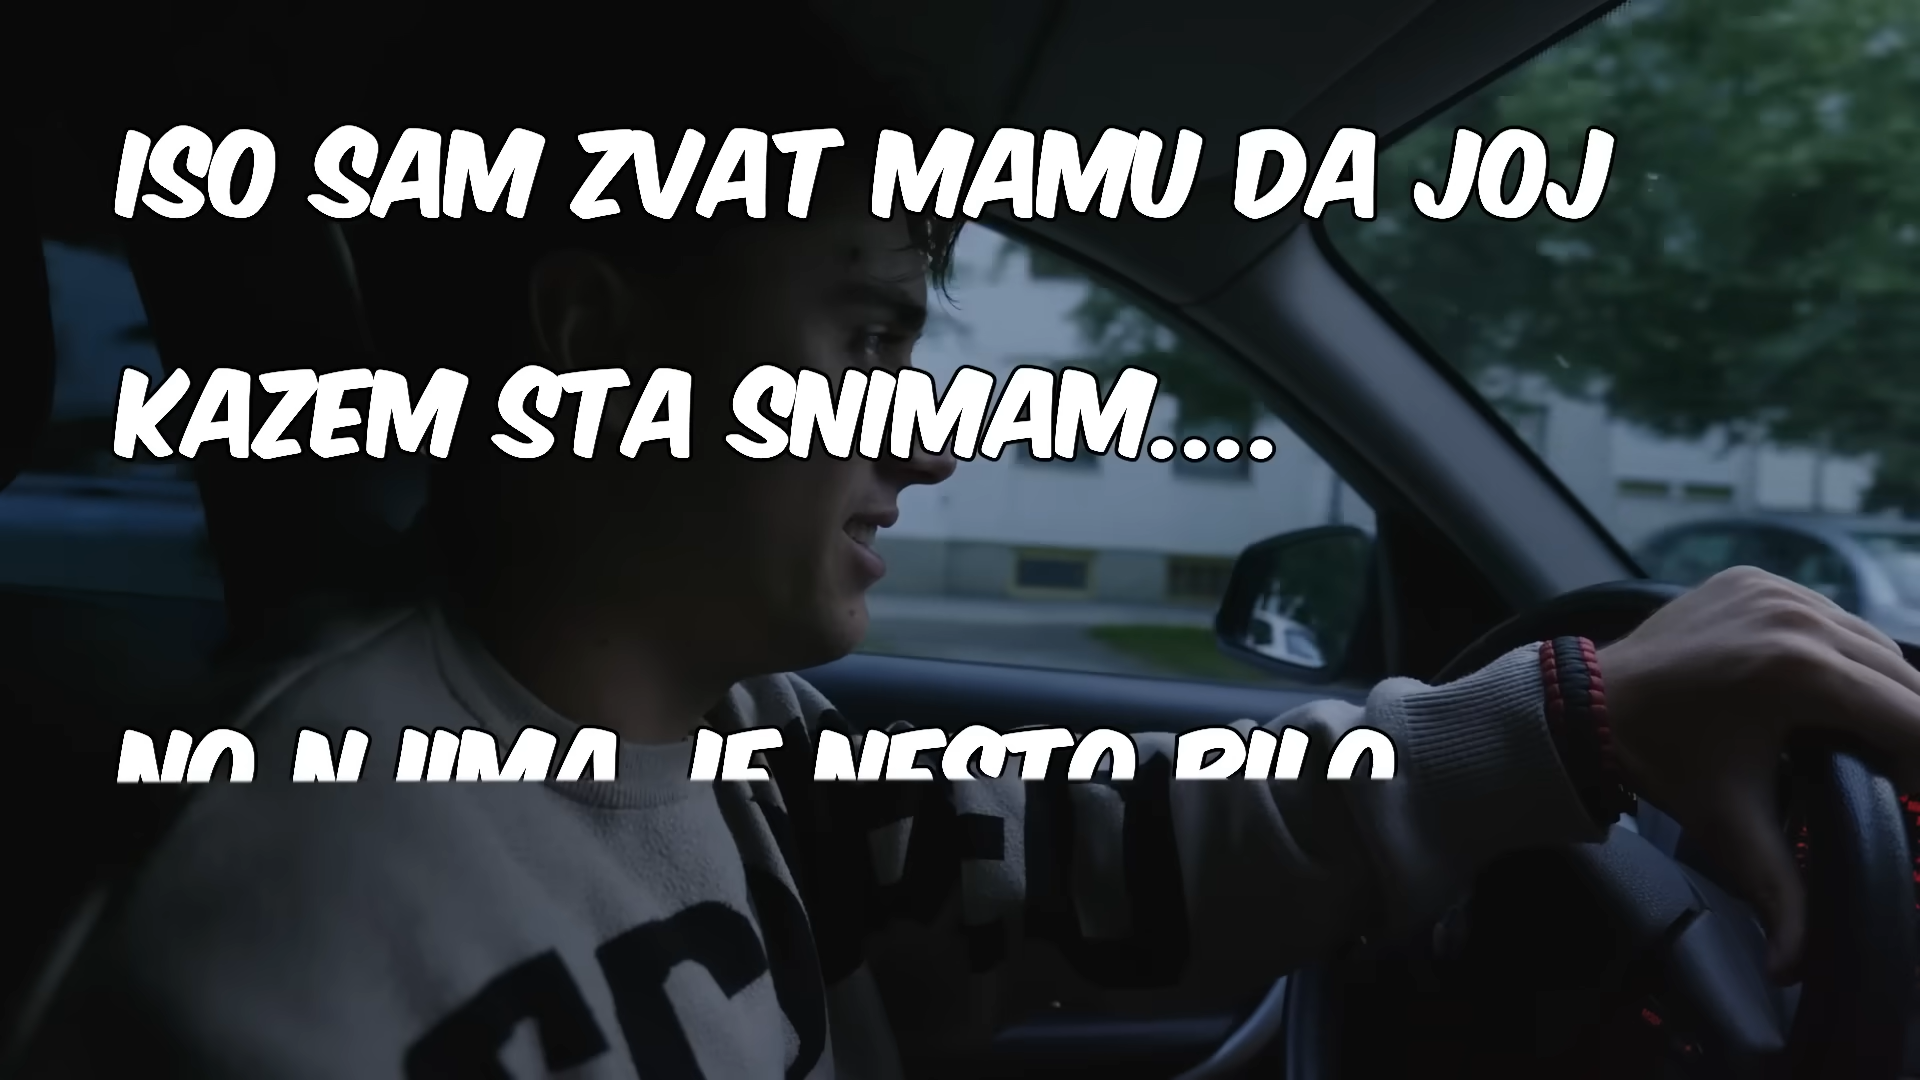 ISO SAM ZVAT MAMU DA JOJ
KAZEM STA SNIMAM....
NO NJIMA JE NESTO BILO